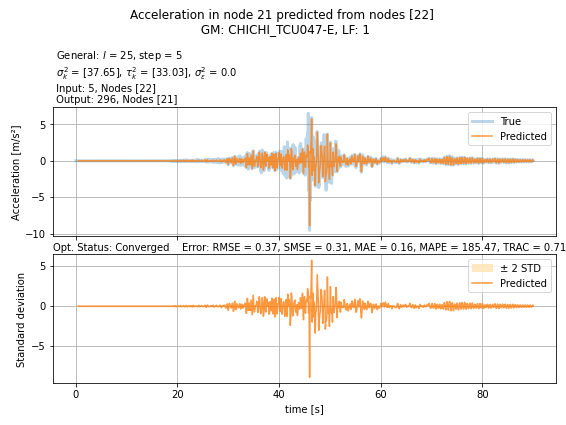 Acceleration in node 21 predicted from nodes [22]
GM: CHICHI_TCU047-E, LF: 1
General: l = 25, step = 5
σ_k^2 = [37.65], τ_k^2 = [33.03], σ_ε^2 = 0.0
Input: 5, Nodes [22]
Output: 296, Nodes [21]
5
0
−5
−10
Acceleration [m/s²]
True
Predicted
Opt. Status: Converged Error: RMSE = 0.37, SMSE = 0.31, MAE = 0.16, MAPE = 185.47, TRAC = 0.71
5
0
−5
Standard deviation
± 2 STD
Predicted
0 20 40 60 80
time [s]